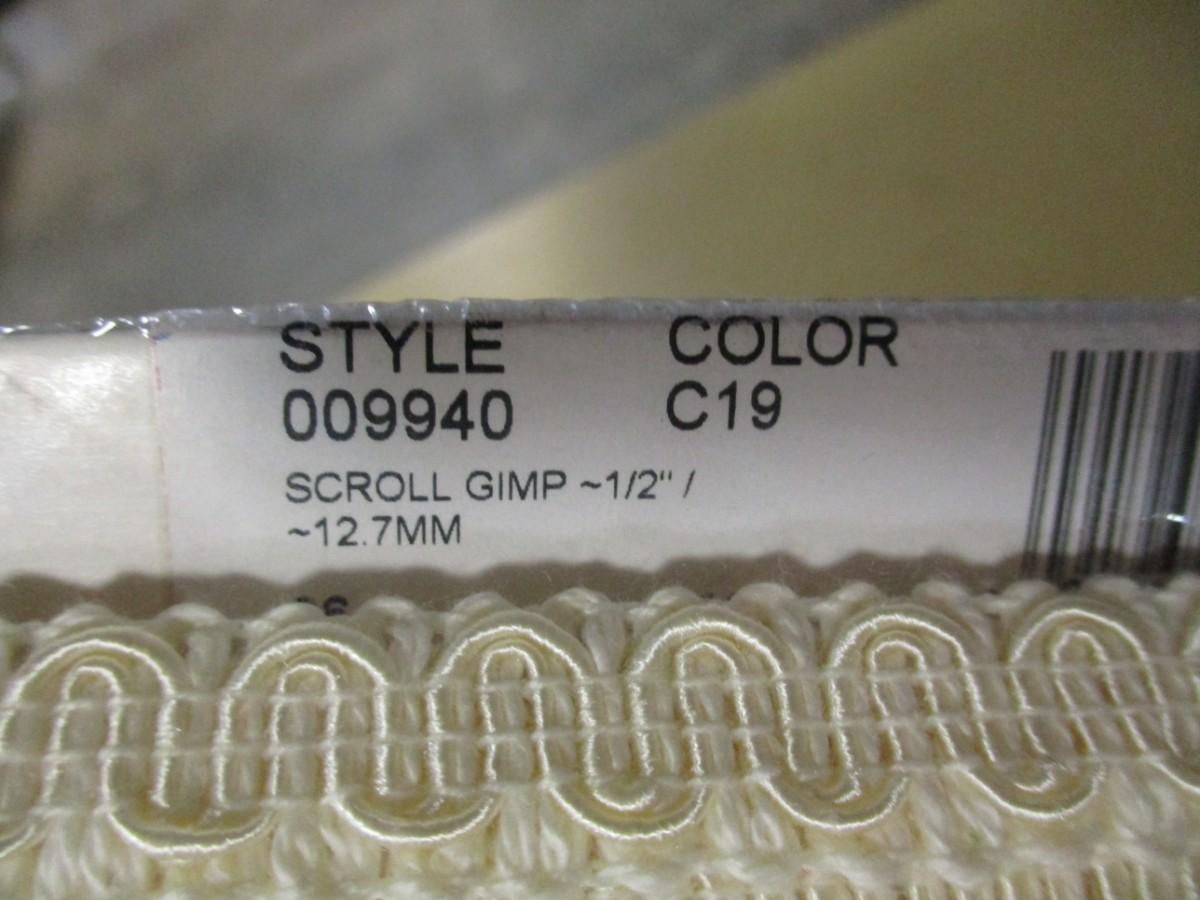 STYLE COLOR
009940 C19
SCROLL GIMP ~1/2" /
~12.7MM